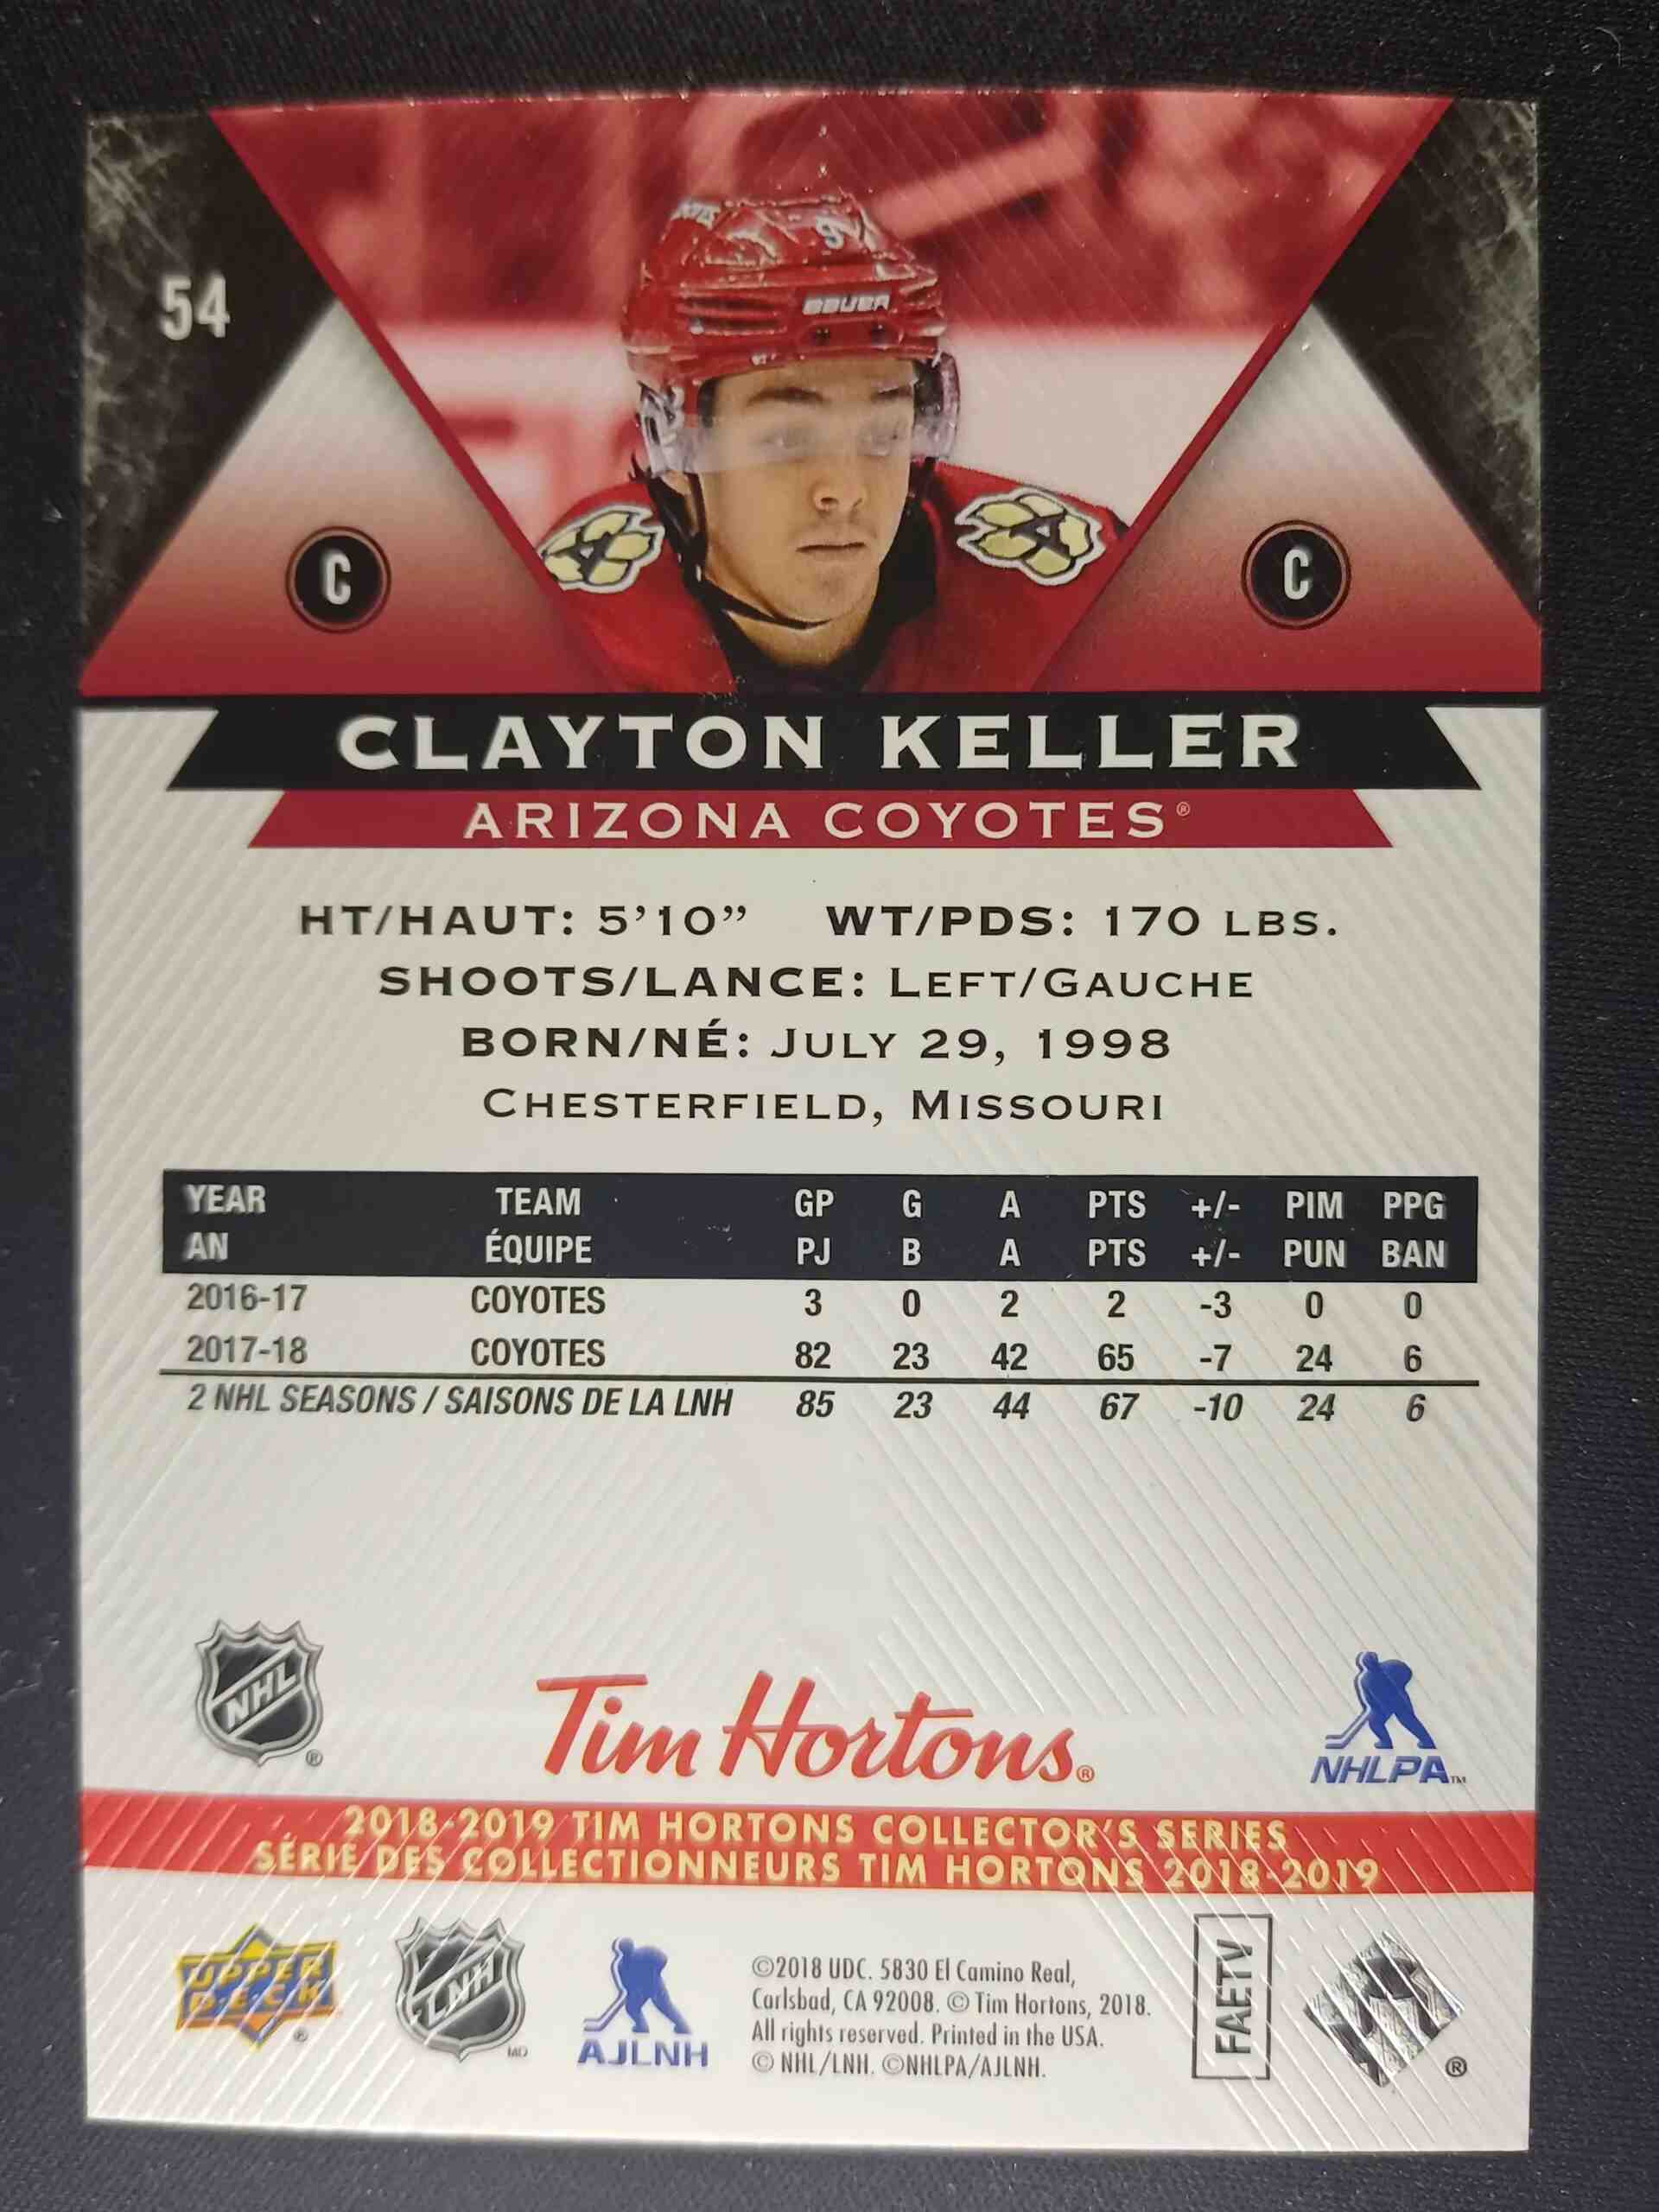 54
9
BAUER
A
A
C
C
CLAYTON KELLER
ARIZONA COYOTES®
HT/HAUT: 5'10” WT/PDS: 170 LBS.
SHOOTS/LANCE: LEFT/GAUCHE
BORN/NÉ: JULY 29, 1998
CHESTERFIELD, MISSOURI
YEAR TEAM GP G A PTS +/- PIM PPG
AN ÉQUIPE PJ B A PTS +/- PUN BAN
2016-17 COYOTES 3 0 2 2 -3 0 0
2017-18 COYOTES 82 23 42 65 -7 24 6
2 NHL SEASONS / SAISONS DE LA LNH 85 23 44 67 -10 24 6
NHL ®
Tim Hortons®
NHLPA™
2018-2019 TIM HORTONS COLLECTOR'S SERIES
SÉRIE DES COLLECTIONNEURS TIM HORTONS 2018-2019
UPPER DECK ®
LNH MD
AJLNH
©2018 UDC. 5830 El Camino Real,
Carlsbad, CA 92008. © Tim Hortons, 2018.
All rights reserved. Printed in the USA.
© NHL/LNH. ©NHLPA/AJLNH.
FAETV
®